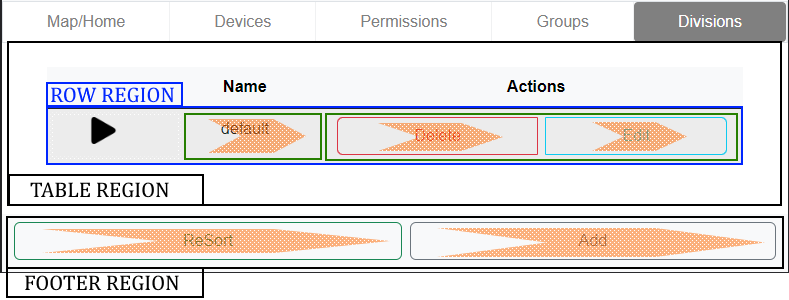 Map/Home Devices Permissions Groups Divisions
Name Actions
ROW REGION
default Delete Edit
TABLE REGION
ReSort Add
FOOTER REGION